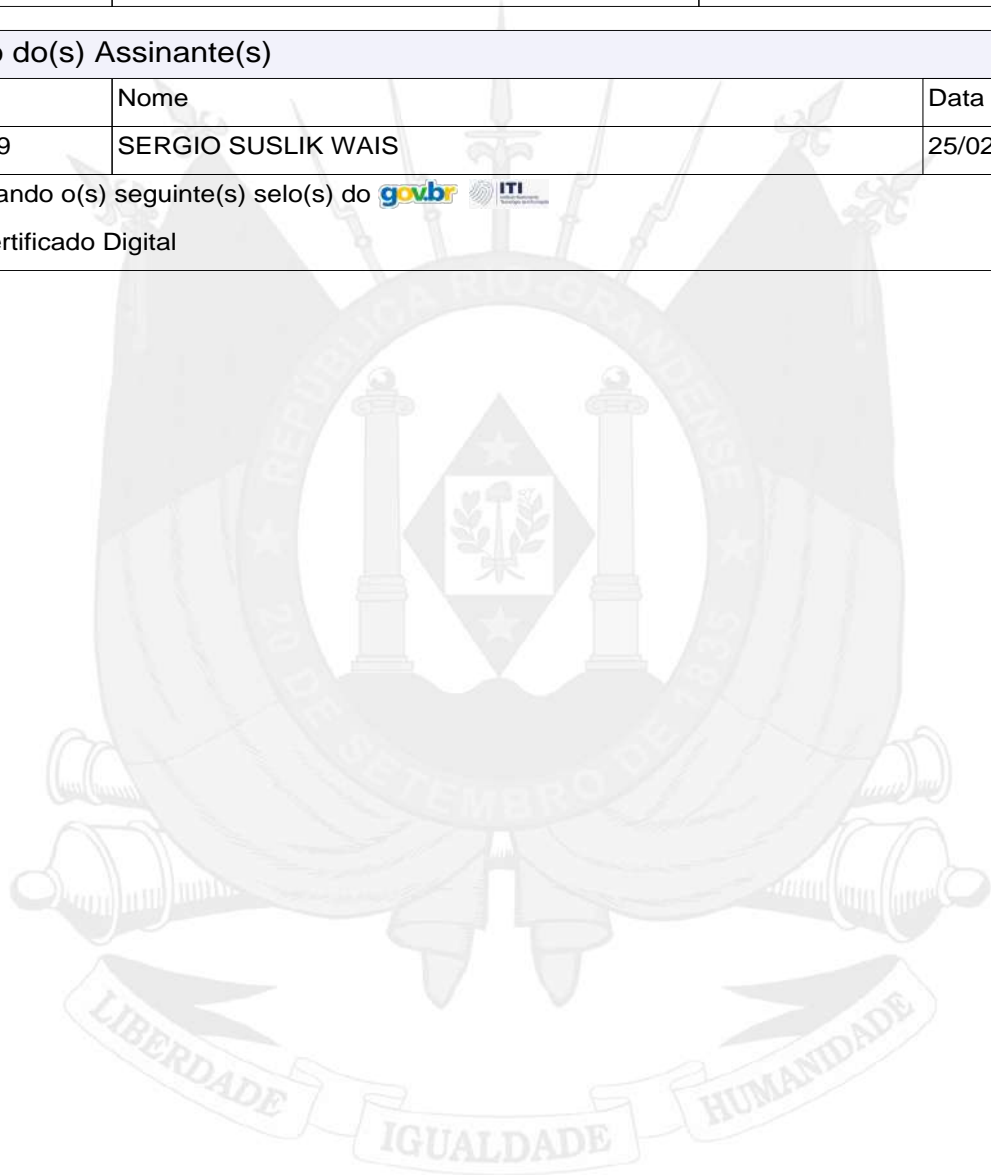 o do(s) Assinante(s)
Nome Data
9 SERGIO SUSLIK WAIS 25/02
ando o(s) seguinte(s) selo(s) do gov.br ITI
ertificado Digital
REPÚBLICA RIO-GRANDENSE
20 DE SETEMBRO DE 1835
LIBERDADE IGUALDADE HUMANIDADE